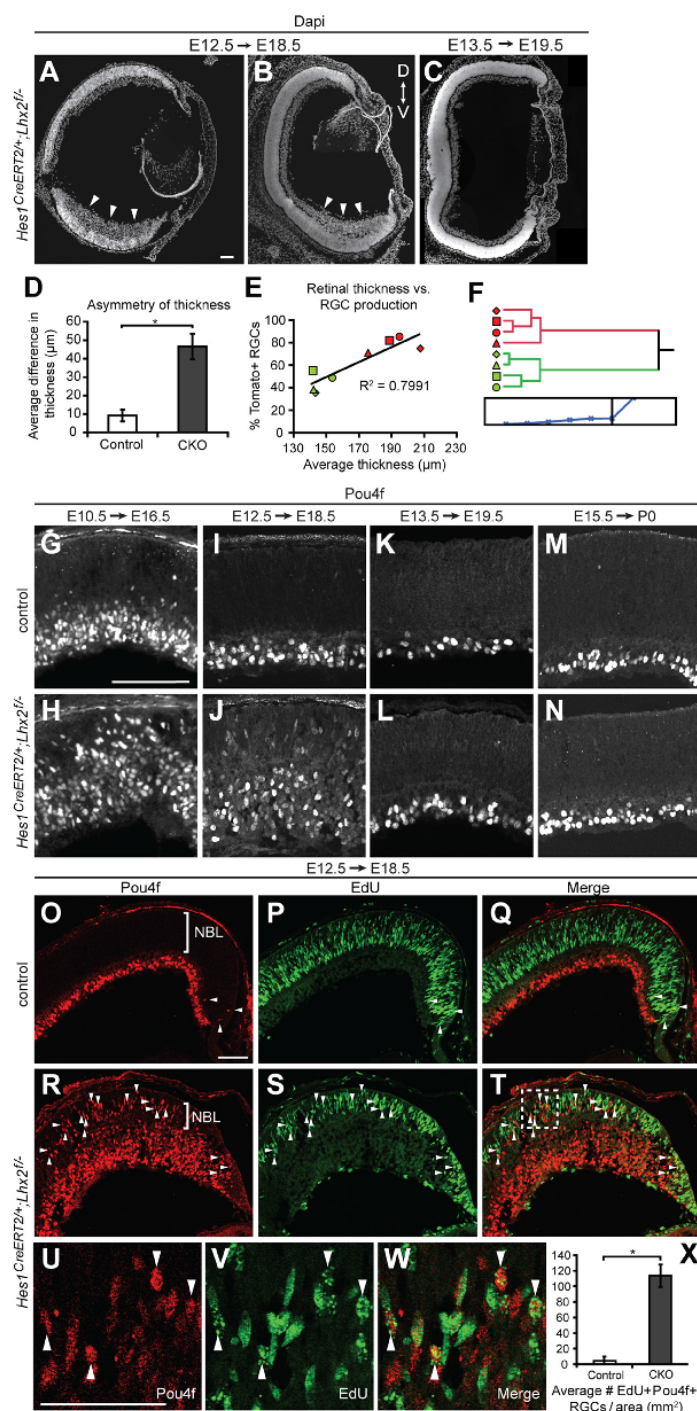 Dapi
E12.5 → E18.5
E13.5 → E19.5
A
B
C
D
V
Hes1CreERT2/+;Lhx2f/-
D
Asymmetry of thickness
Average difference in
thickness (µm)
80
70
60
50
40
30
20
10
0
*
Control
CKO
E
Retinal thickness vs.
RGC production
% Tomato+ RGCs
100
80
60
40
20
0
R2 = 0.7991
130
150
170
190
210
230
Average thickness (µm)
F
Pou4f
E10.5 → E16.5
E12.5 → E18.5
E13.5 → E19.5
E15.5 → P0
G
I
K
M
control
H
J
L
N
Hes1CreERT2/+;Lhx2f/-
E12.5 → E18.5
Pou4f
EdU
Merge
O
NBL
P
Q
control
R
NBL
S
T
Hes1CreERT2/+;Lhx2f/-
U
Pou4f
V
EdU
W
Merge
X
140
120
100
80
60
40
20
0
*
Control
CKO
Average # EdU+Pou4f+
RGCs / area (mm2)